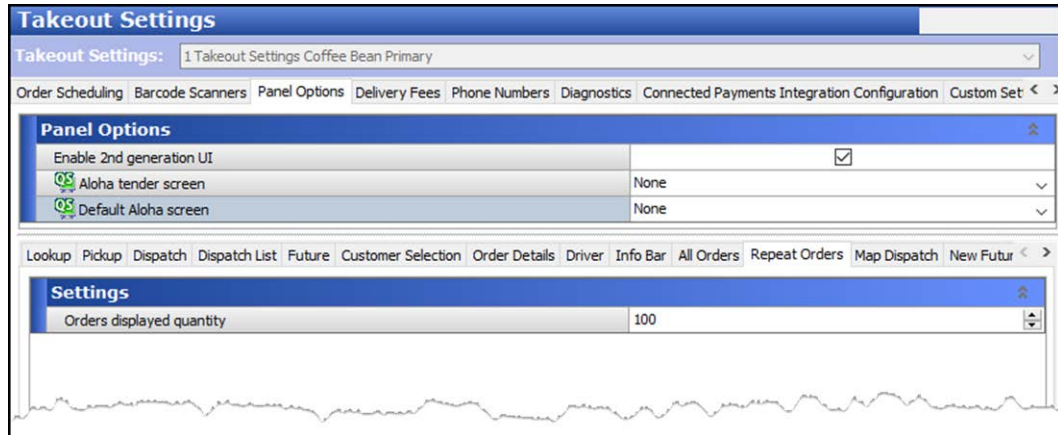 Takeout Settings
Takeout Settings: 1 Takeout Settings Coffee Bean Primary
Order Scheduling Barcode Scanners Panel Options Delivery Fees Phone Numbers Diagnostics Connected Payments Integration Configuration Custom Set
Panel Options
Enable 2nd generation UI
QS Aloha tender screen None
QS Default Aloha screen None
Lookup Pickup Dispatch Dispatch List Future Customer Selection Order Details Driver Info Bar All Orders Repeat Orders Map Dispatch New Futur
Settings
Orders displayed quantity 100